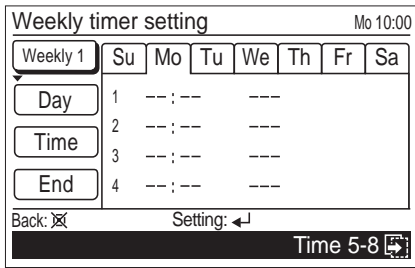 Weekly timer setting Mo 10:00
Weekly 1 Su Mo Tu We Th Fr Sa
Day 1 --:-- ---
2 --:-- ---
Time 3 --:-- ---
End 4 --:-- ---
Back: Setting:
Time 5-8